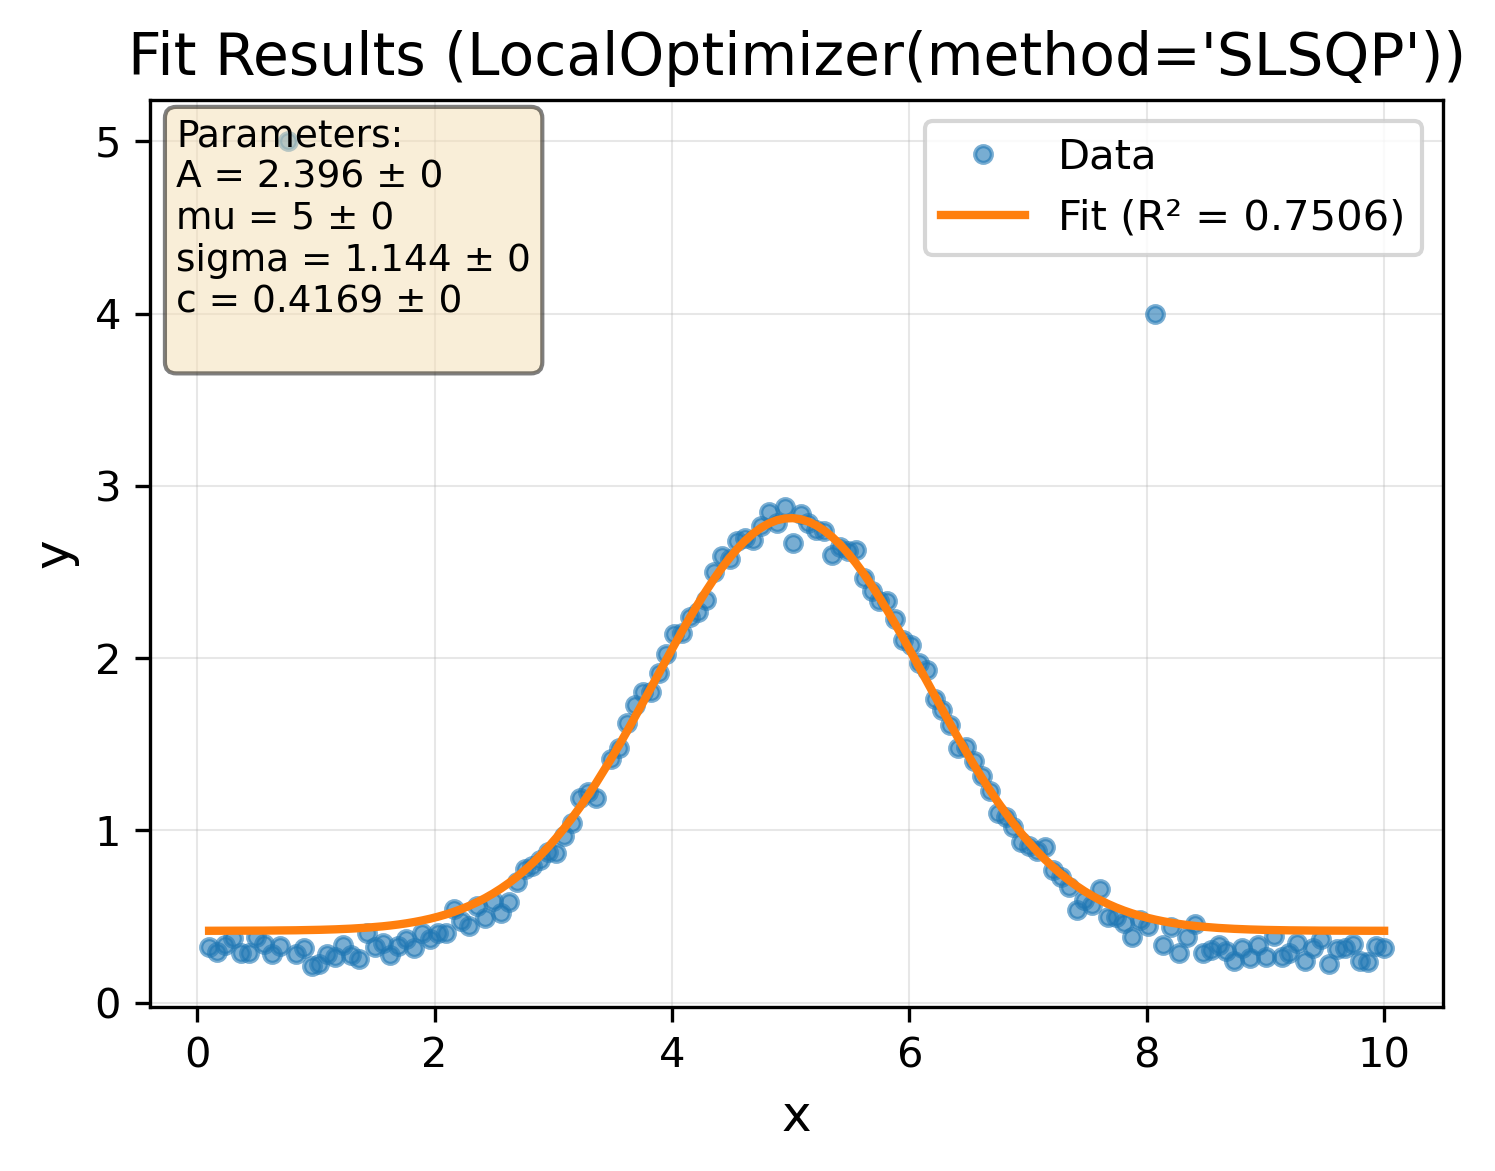 Fit Results (LocalOptimizer(method='SLSQP'))
Parameters:
A = 2.396 ± 0
mu = 5 ± 0
sigma = 1.144 ± 0
c = 0.4169 ± 0
Data
Fit (R² = 0.7506)
5
4
3
2
1
0
y
0 2 4 6 8 10
x